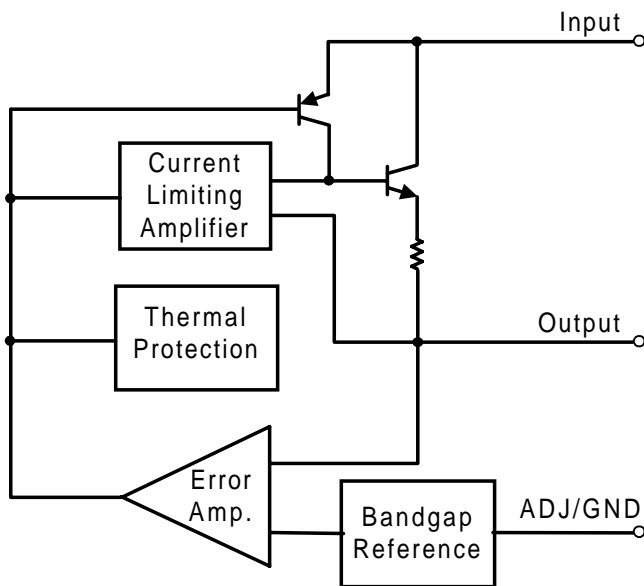 Input
Current
Limiting
Amplifier
Thermal
Protection
Output
Error
Amp.
Bandgap
Reference
ADJ/GND